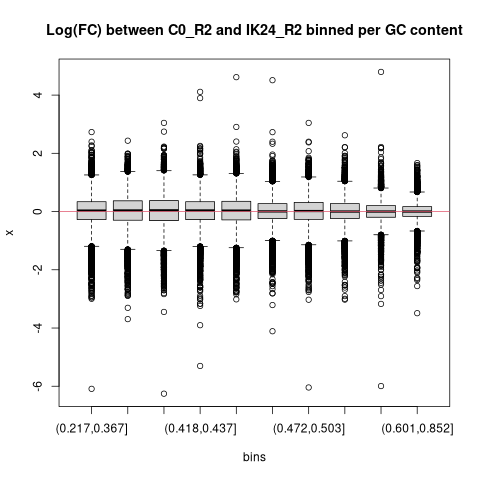 Log(FC) between C0_R2 and IK24_R2 binned per GC content
x
4
2
0
-2
-4
-6
(0.217,0.367] (0.418,0.437] (0.472,0.503] (0.601,0.852]
bins